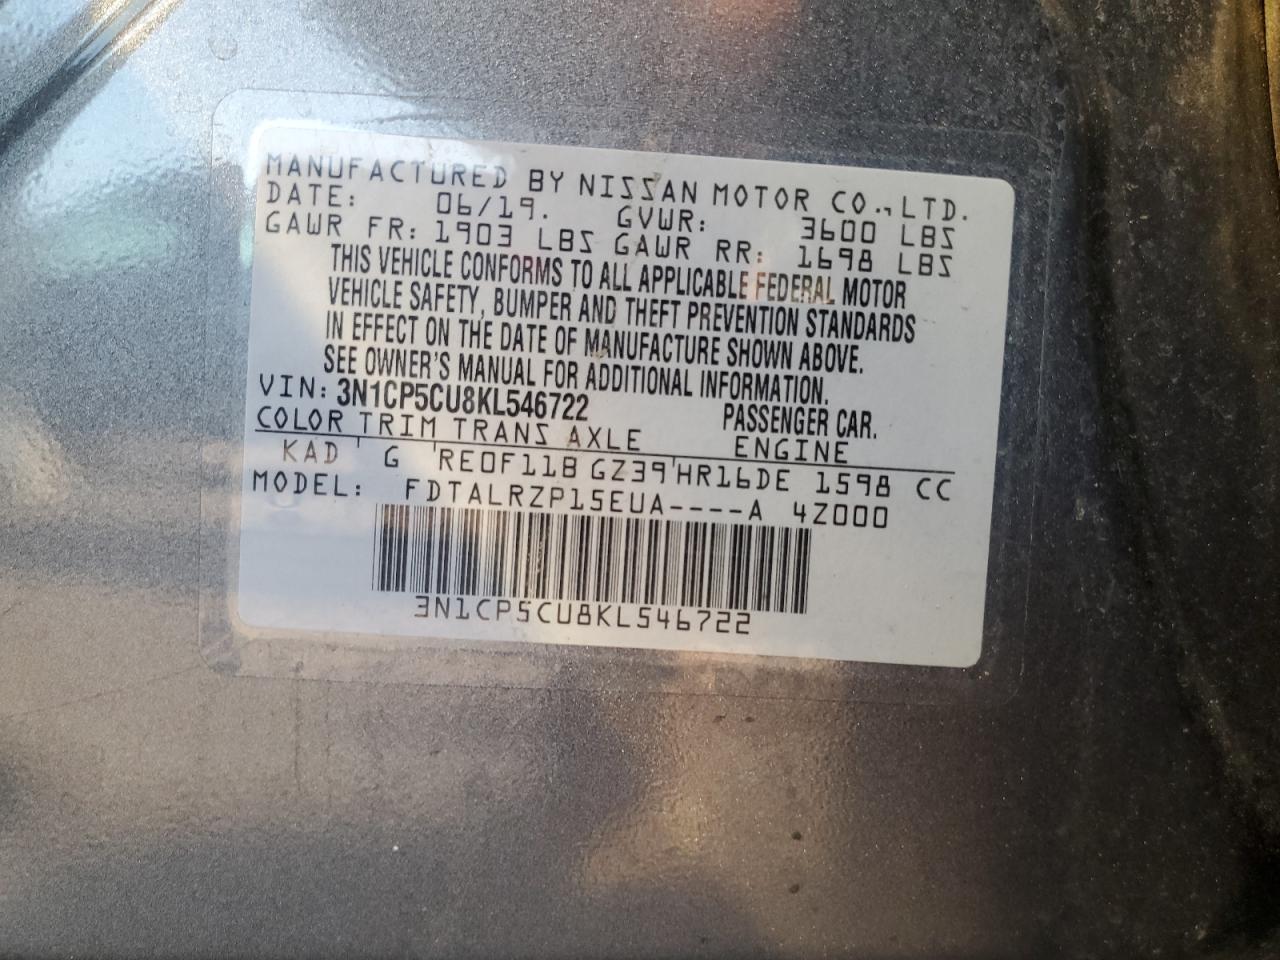 MANUFACTURED BY NISSAN MOTOR CO.,LTD.
DATE: 06/19. GVWR: 3600 LBS
GAWR FR: 1903 LBS GAWR RR: 1698 LBS
THIS VEHICLE CONFORMS TO ALL APPLICABLE FEDERAL MOTOR
VEHICLE SAFETY, BUMPER AND THEFT PREVENTION STANDARDS
IN EFFECT ON THE DATE OF MANUFACTURE SHOWN ABOVE.
SEE OWNER'S MANUAL FOR ADDITIONAL INFORMATION.
VIN: 3N1CP5CU8KL546722 PASSENGER CAR.
COLOR TRIM TRANS AXLE ENGINE
KAD ' G 'RE0F11B GZ39'HR16DE 1598 CC
MODEL: FDTALRZP15EUA----A 4Z000
3N1CP5CU8KL546722